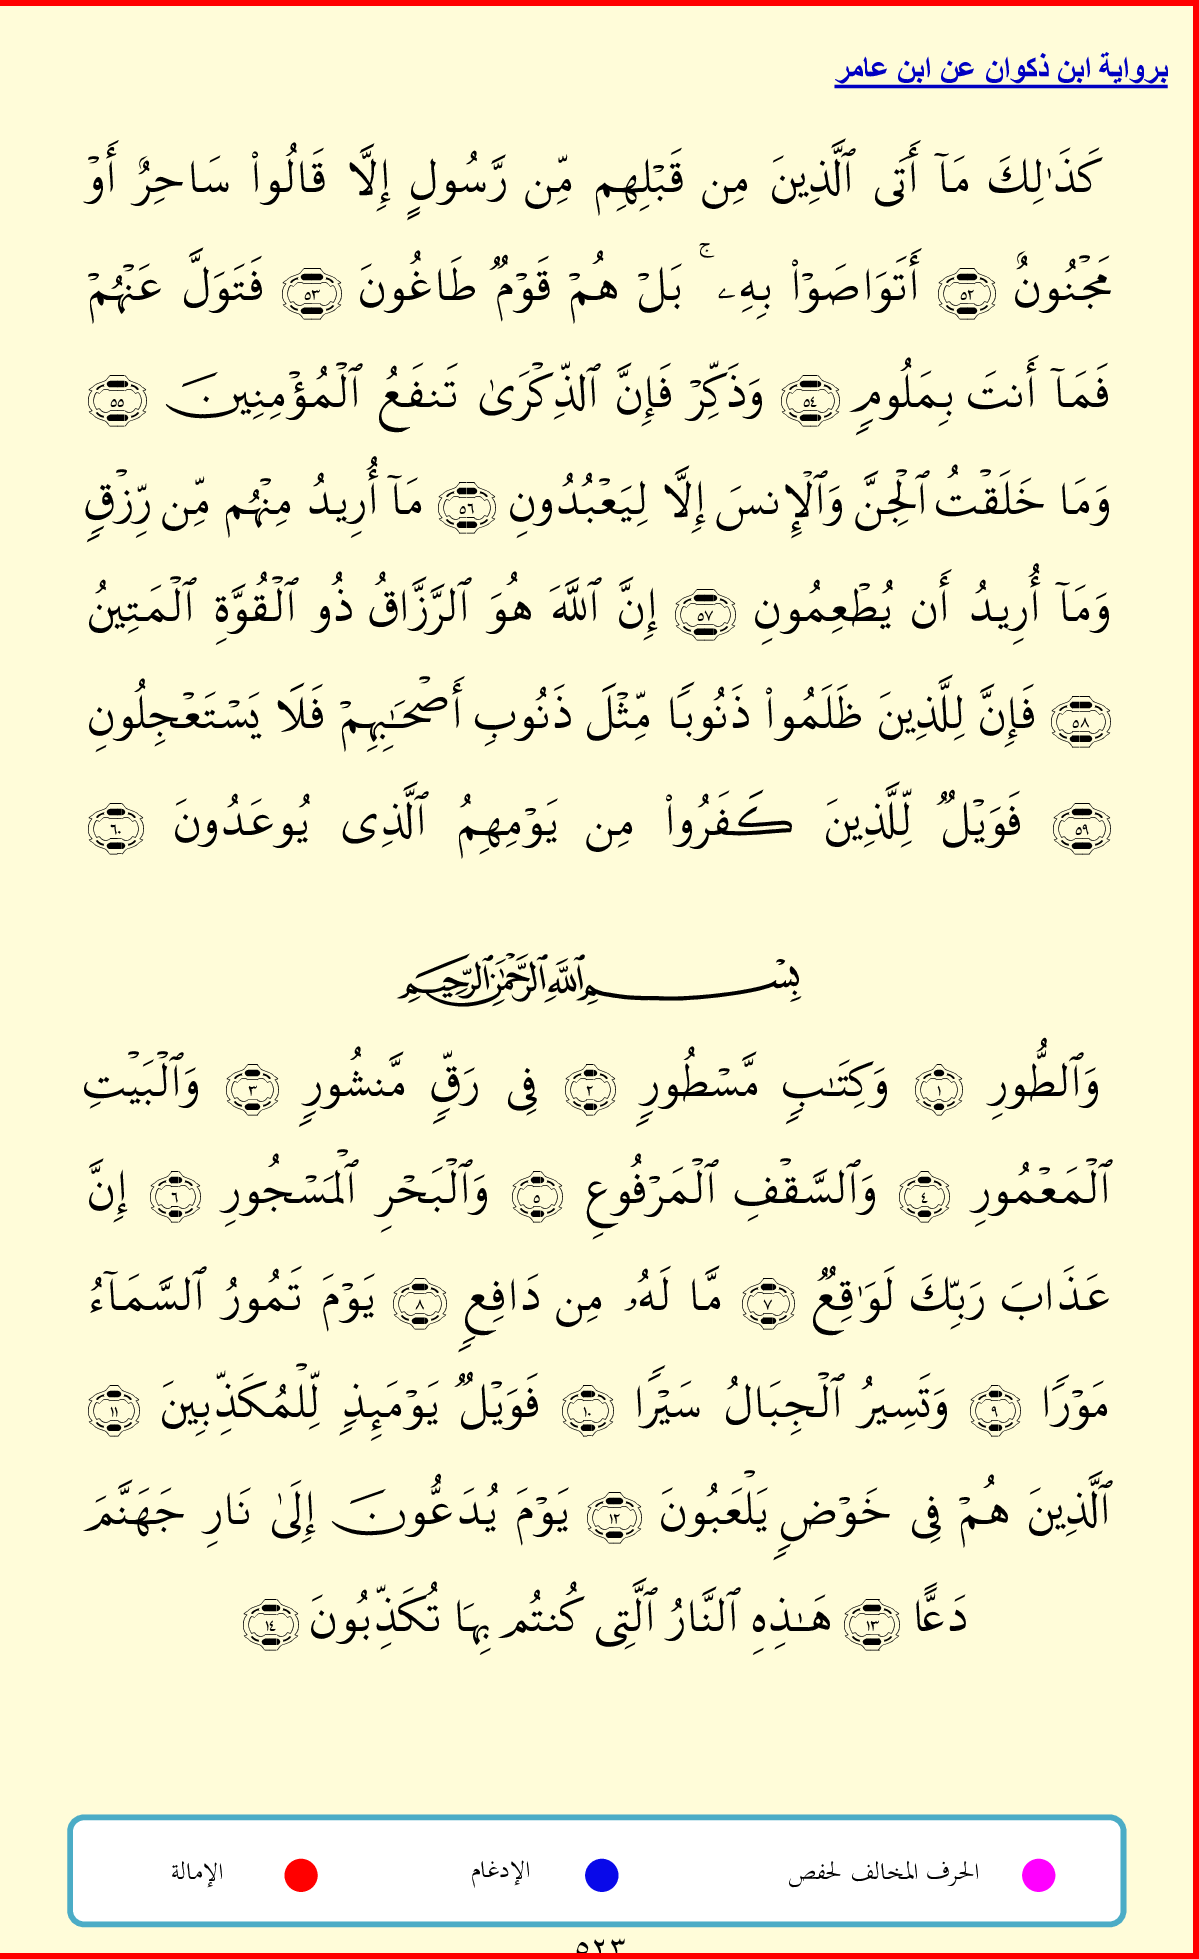 برواية ابن ذكوان عن ابن عامر
كَذَٰلِكَ مَآ أَتَى ٱلَّذِينَ مِن قَبْلِهِم مِّن رَّسُولٍ إِلَّا قَالُوا۟ سَاحِرٌ أَوْ
مَجْنُونٌ ٥٢ أَتَوَاصَوْا۟ بِهِۦ ۚ بَلْ هُمْ قَوْمٌ طَاغُونَ ٥٣ فَتَوَلَّ عَنْهُمْ
فَمَآ أَنتَ بِمَلُومٍ ٥٤ وَذَكِّرْ فَإِنَّ ٱلذِّكْرَىٰ تَنفَعُ ٱلْمُؤْمِنِينَ ٥٥
وَمَا خَلَقْتُ ٱلْجِنَّ وَٱلْإِنسَ إِلَّا لِيَعْبُدُونِ ٥٦ مَآ أُرِيدُ مِنْهُم مِّن رِّزْقٍ
وَمَآ أُرِيدُ أَن يُطْعِمُونِ ٥٧ إِنَّ ٱللَّهَ هُوَ ٱلرَّزَّاقُ ذُو ٱلْقُوَّةِ ٱلْمَتِينُ
٥٨ فَإِنَّ لِلَّذِينَ ظَلَمُوا۟ ذَنُوبًا مِّثْلَ ذَنُوبِ أَصْحَـٰبِهِمْ فَلَا يَسْتَعْجِلُونِ
٥٩ فَوَيْلٌ لِّلَّذِينَ كَفَرُوا۟ مِن يَوْمِهِمُ ٱلَّذِى يُوعَدُونَ ٦٠
بِسْمِ ٱللَّهِ ٱلرَّحْمَـٰنِ ٱلرَّحِيمِ
وَٱلطُّورِ ١ وَكِتَـٰبٍ مَّسْطُورٍ ٢ فِى رَقٍّ مَّنشُورٍ ٣ وَٱلْبَيْتِ
ٱلْمَعْمُورِ ٤ وَٱلسَّقْفِ ٱلْمَرْفُوعِ ٥ وَٱلْبَحْرِ ٱلْمَسْجُورِ ٦ إِنَّ
عَذَابَ رَبِّكَ لَوَٰقِعٌ ٧ مَّا لَهُۥ مِن دَافِعٍ ٨ يَوْمَ تَمُورُ ٱلسَّمَآءُ
مَوْرًا ٩ وَتَسِيرُ ٱلْجِبَالُ سَيْرًا ١٠ فَوَيْلٌ يَوْمَئِذٍ لِّلْمُكَذِّبِينَ ١١
ٱلَّذِينَ هُمْ فِى خَوْضٍ يَلْعَبُونَ ١٢ يَوْمَ يُدَعُّونَ إِلَىٰ نَارِ جَهَنَّمَ
دَعًّا ١٣ هَـٰذِهِ ٱلنَّارُ ٱلَّتِى كُنتُم بِهَا تُكَذِّبُونَ ١٤
الحرف المخالف لحفص الإدغام الإمالة
٥٢٣